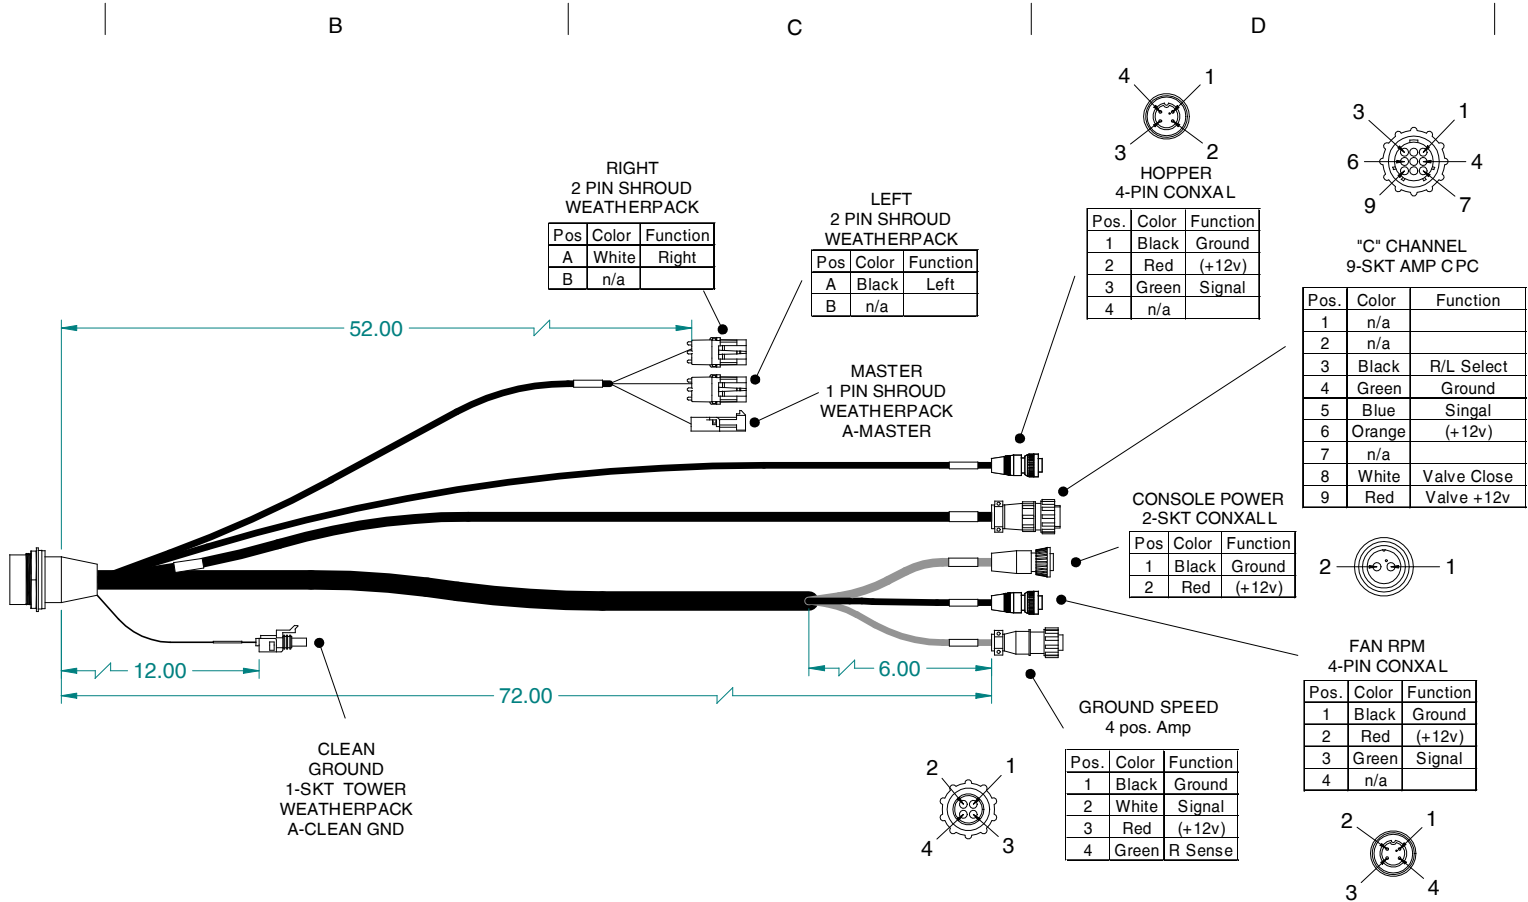 B
C
D
RIGHT
2 PIN SHROUD
WEATHERPACK
Pos Color Function
A White Right
B n/a
LEFT
2 PIN SHROUD
WEATHERPACK
Pos Color Function
A Black Left
B n/a
MASTER
1 PIN SHROUD
WEATHERPACK
A-MASTER
4 1
3 2
HOPPER
4-PIN CONXAL
Pos. Color Function
1 Black Ground
2 Red (+12v)
3 Green Signal
4 n/a
3 1
6 4
9 7
"C" CHANNEL
9-SKT AMP CPC
Pos. Color Function
1 n/a
2 n/a
3 Black R/L Select
4 Green Ground
5 Blue Singal
6 Orange (+12v)
7 n/a
8 White Valve Close
9 Red Valve +12v
52.00
CONSOLE POWER
2-SKT CONXALL
Pos Color Function
1 Black Ground
2 Red (+12v)
2 1
12.00
6.00
72.00
CLEAN
GROUND
1-SKT TOWER
WEATHERPACK
A-CLEAN GND
GROUND SPEED
4 pos. Amp
Pos. Color Function
1 Black Ground
2 White Signal
3 Red (+12v)
4 Green R Sense
2 1
4 3
FAN RPM
4-PIN CONXAL
Pos. Color Function
1 Black Ground
2 Red (+12v)
3 Green Signal
4 n/a
2 1
3 4